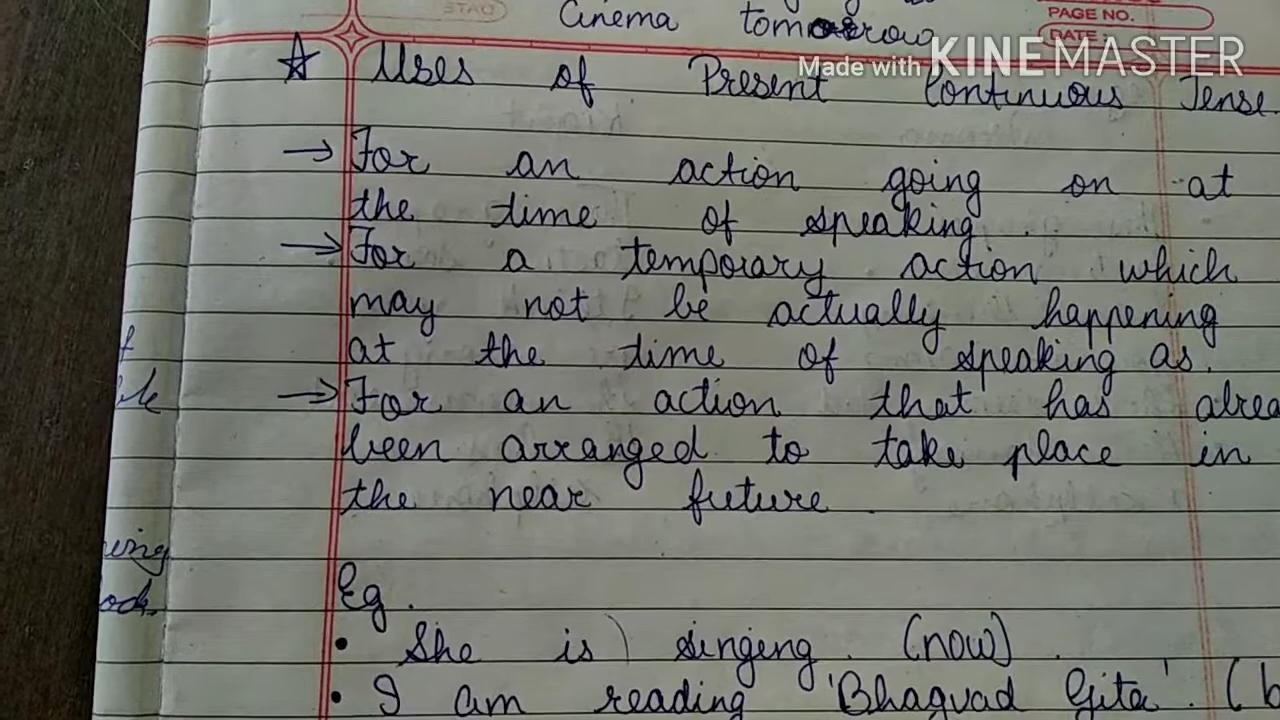 DATE
Cinema tomorrow
PAGE NO.
DATE :
Made with KINEMASTER
☆ Uses of Present Continuous Tense
→ For an action going on at
the time of speaking.
→ For a temporary action which
may not be actually happening
at the time of speaking as.
→ For an action that has alrea
been arranged to take place in
the near future.
Eg.
• She is singing. (now).
• I am reading 'Bhagvad Gita'. (b